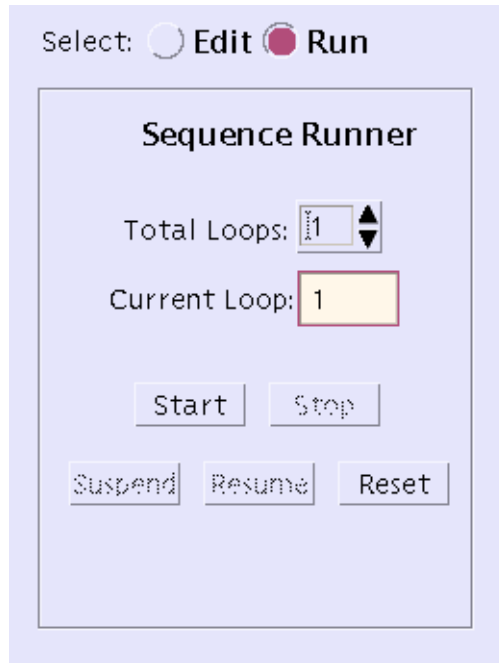 Select: Edit Run
Sequence Runner
Total Loops: 1
Current Loop: 1
Start Stop
Suspend Resume Reset